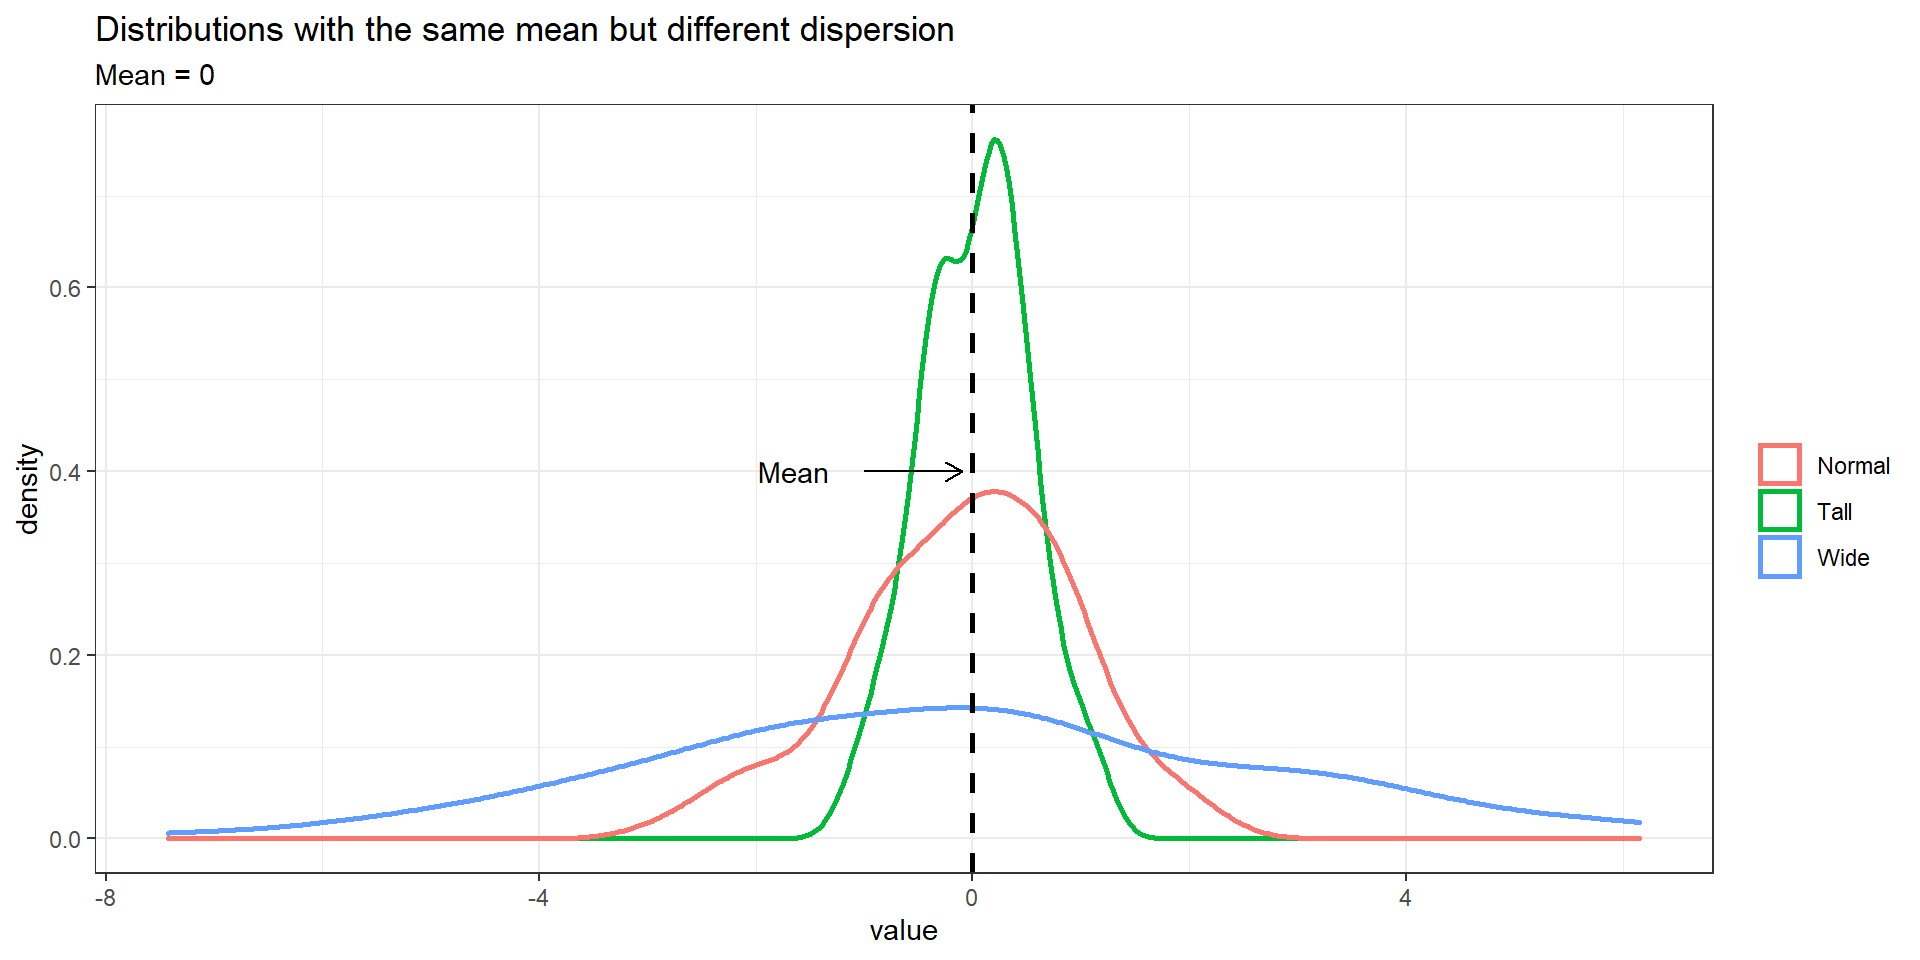 Distributions with the same mean but different dispersion
Mean = 0
density
0.6
0.4
0.2
0.0
Mean
-8
-4
0
4
value
Normal
Tall
Wide